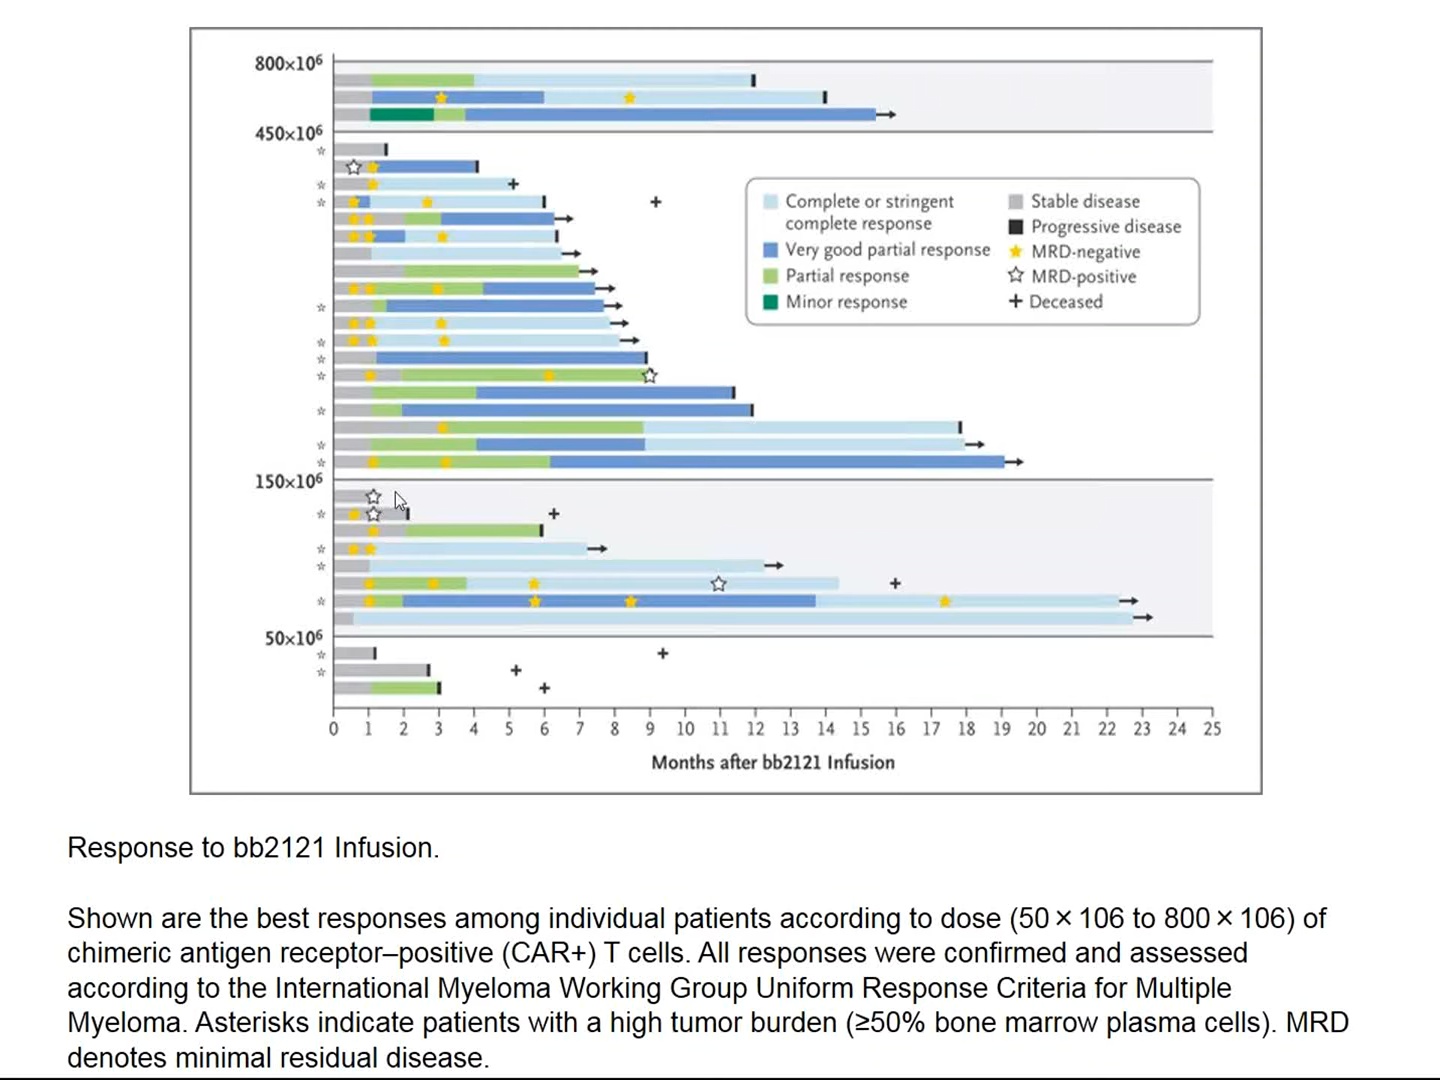 800×10⁶
450×10⁶
Complete or stringent
complete response
Very good partial response
Partial response
Minor response
Stable disease
Progressive disease
MRD-negative
MRD-positive
Deceased
150×10⁶
50×10⁶
0 1 2 3 4 5 6 7 8 9 10 11 12 13 14 15 16 17 18 19 20 21 22 23 24 25
Months after bb2121 Infusion
Response to bb2121 Infusion.
Shown are the best responses among individual patients according to dose (50 × 106 to 800 × 106) of
chimeric antigen receptor–positive (CAR+) T cells. All responses were confirmed and assessed
according to the International Myeloma Working Group Uniform Response Criteria for Multiple
Myeloma. Asterisks indicate patients with a high tumor burden (≥50% bone marrow plasma cells). MRD
denotes minimal residual disease.